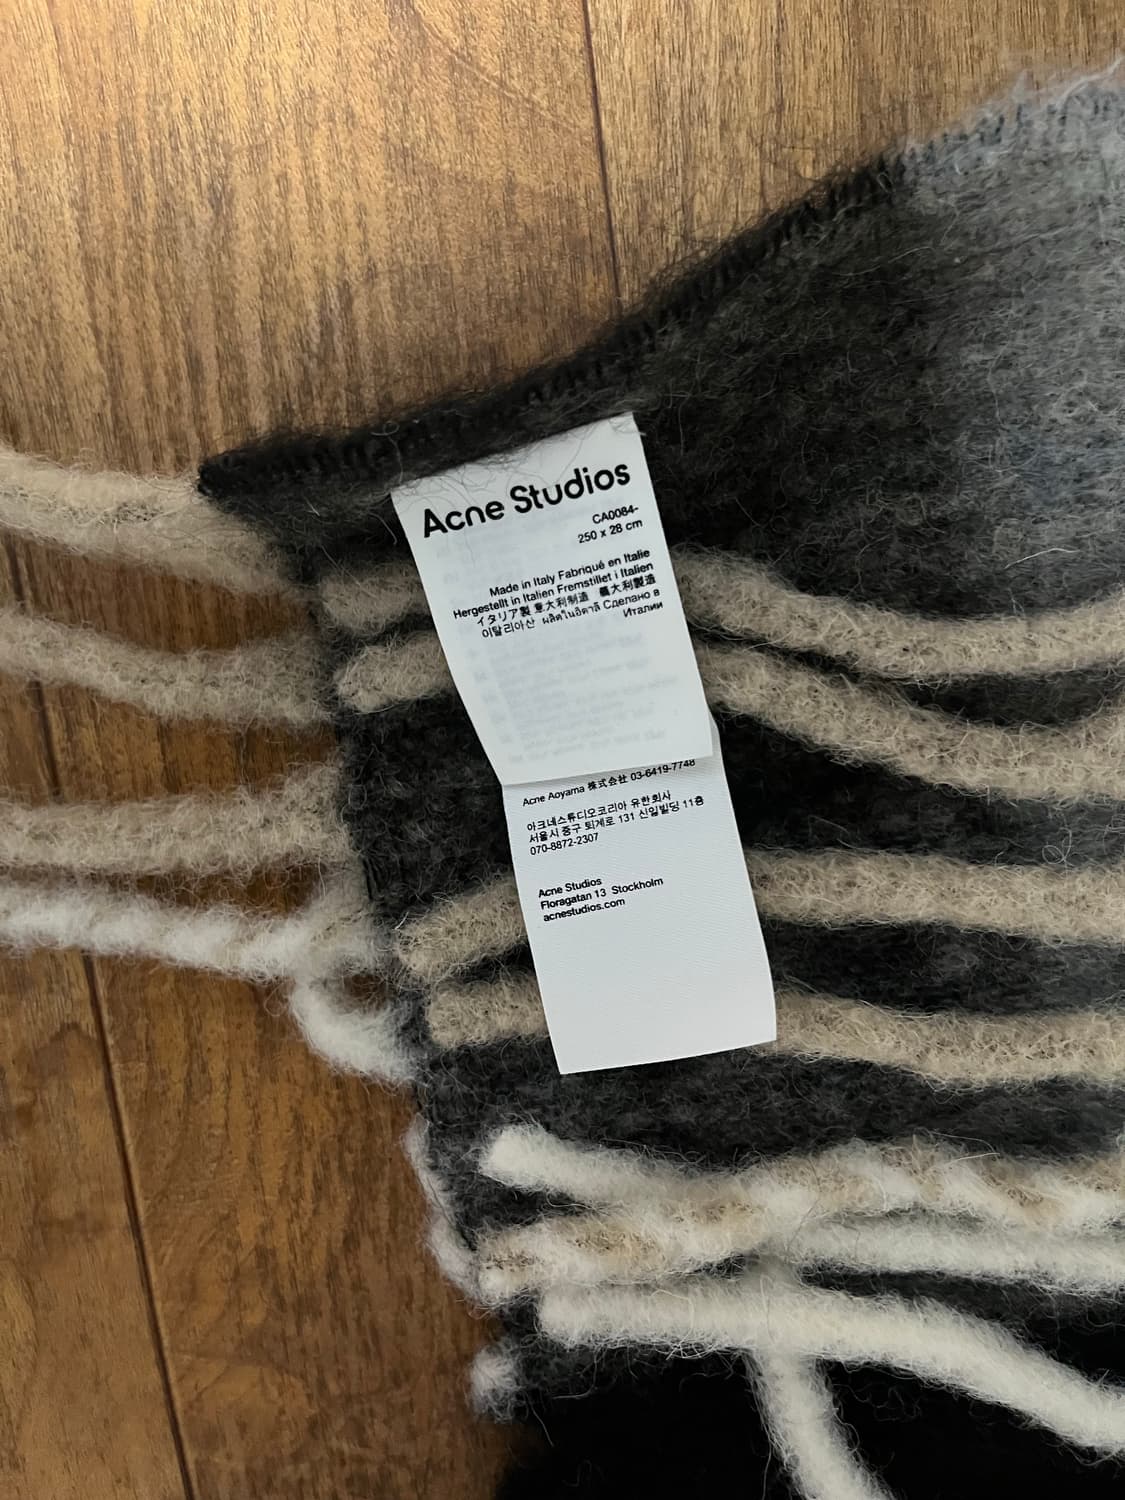 Acne Studios
CA0084-
250 x 28 cm
Made in Italy Fabriqué en Italie
Hergestellt in Italien Fremstillet i Italien
イタリア製 意大利制造 義大利製造
이탈리아산 ผลิตในอิตาลี Сделано в
Италии
Acne Aoyama 株式会社 03-6419-7748
아크네스튜디오코리아 유한회사
서울시 중구 퇴계로 131 신일빌딩 11층
070-8872-2307
Acne Studios
Floragatan 13 Stockholm
acnestudios.com